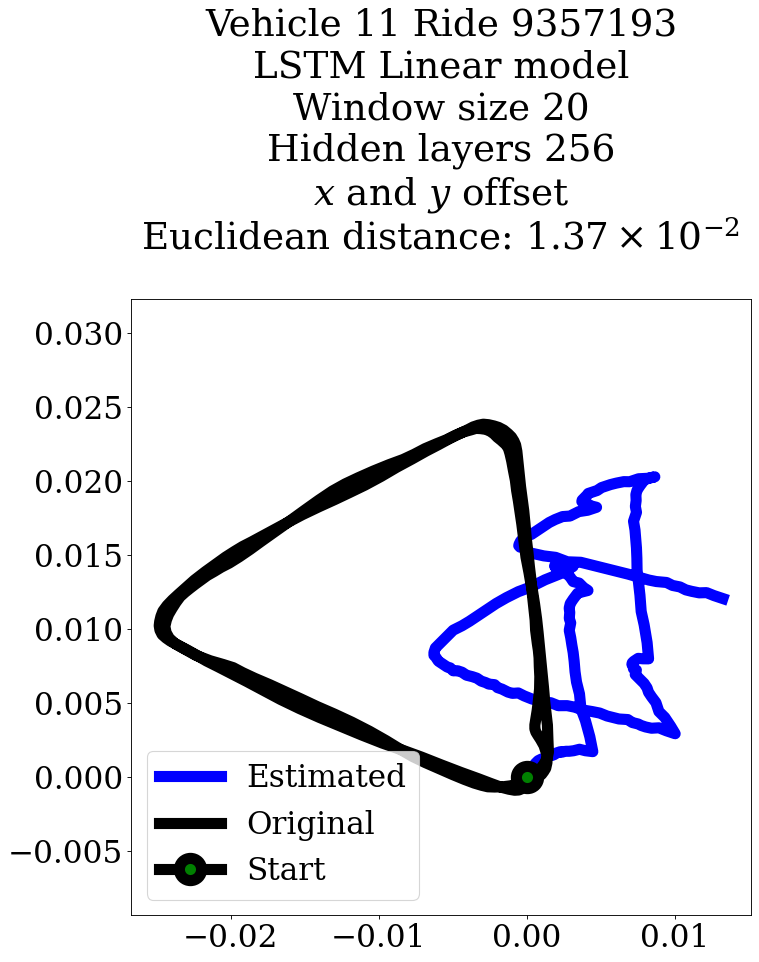 Vehicle 11 Ride 9357193
LSTM Linear model
Window size 20
Hidden layers 256
x and y offset
Euclidean distance: 1.37 × 10⁻²
0.030
0.025
0.020
0.015
0.010
0.005
0.000
−0.005
Estimated
Original
Start
−0.02 −0.01 0.00 0.01